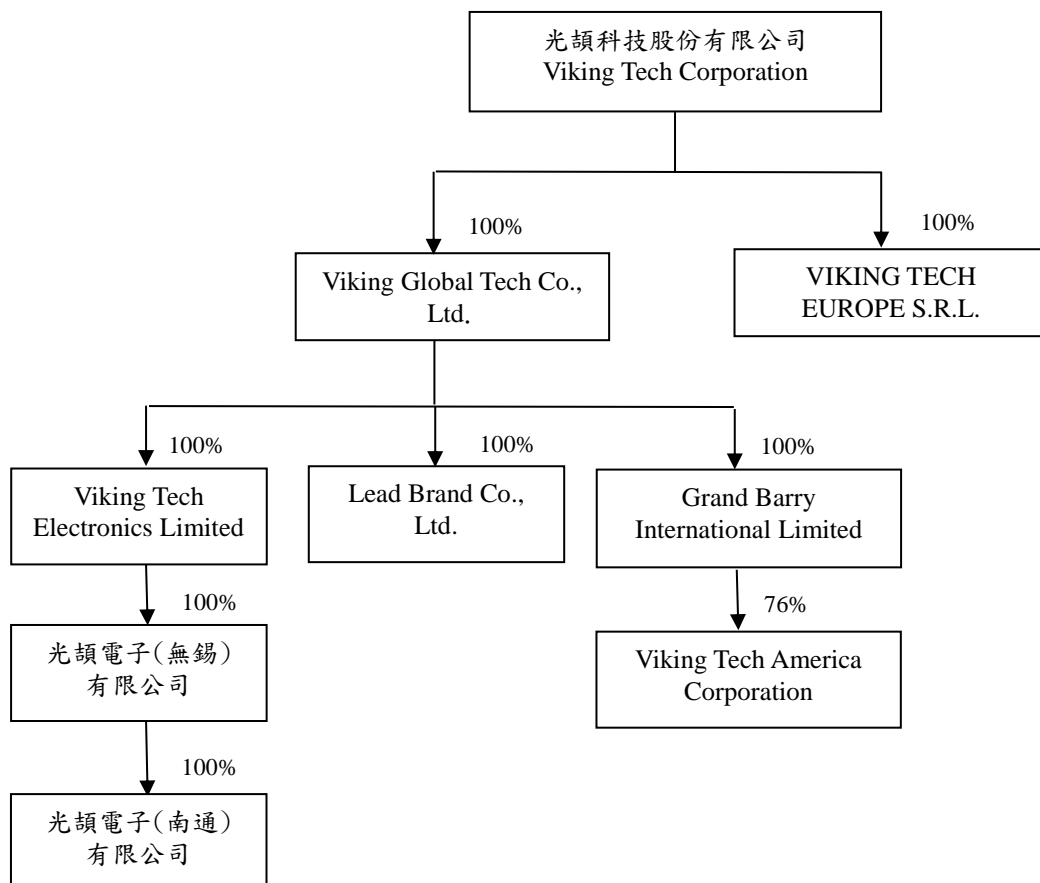 光頡科技股份有限公司
Viking Tech Corporation
100%
100%
Viking Global Tech Co.,
Ltd.
VIKING TECH
EUROPE S.R.L.
100%
100%
100%
Viking Tech
Electronics Limited
Lead Brand Co.,
Ltd.
Grand Barry
International Limited
100%
76%
光頡電子(無錫)
有限公司
Viking Tech America
Corporation
100%
光頡電子(南通)
有限公司